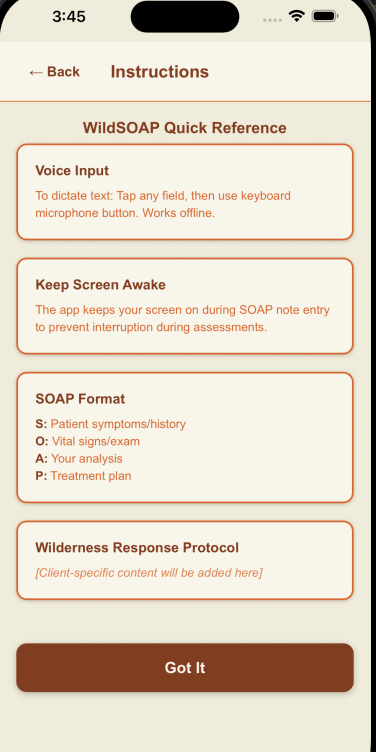 3:45
← Back Instructions
WildSOAP Quick Reference
Voice Input
To dictate text: Tap any field, then use keyboard
microphone button. Works offline.
Keep Screen Awake
The app keeps your screen on during SOAP note entry
to prevent interruption during assessments.
SOAP Format
S: Patient symptoms/history
O: Vital signs/exam
A: Your analysis
P: Treatment plan
Wilderness Response Protocol
[Client-specific content will be added here]
Got It